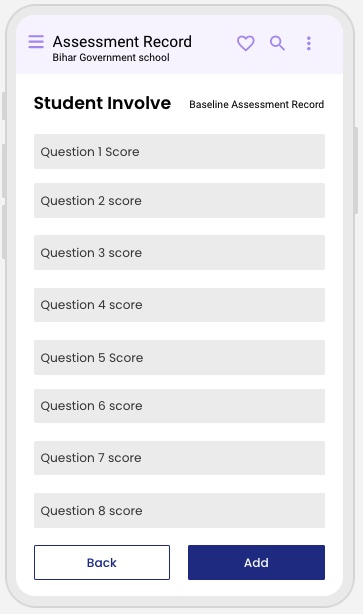 Assessment Record
Bihar Government school
Student Involve
Baseline Assessment Record
Question 1 Score
Question 2 score
Question 3 score
Question 4 score
Question 5 Score
Question 6 score
Question 7 score
Question 8 score
Back
Add